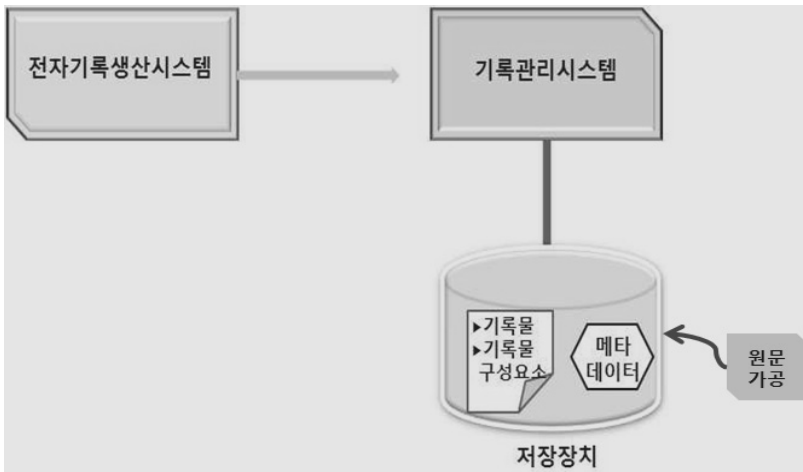 전자기록생산시스템
기록관리시스템
▶기록물
▶기록물
구성요소
메타
데이터
원문
가공
저장장치